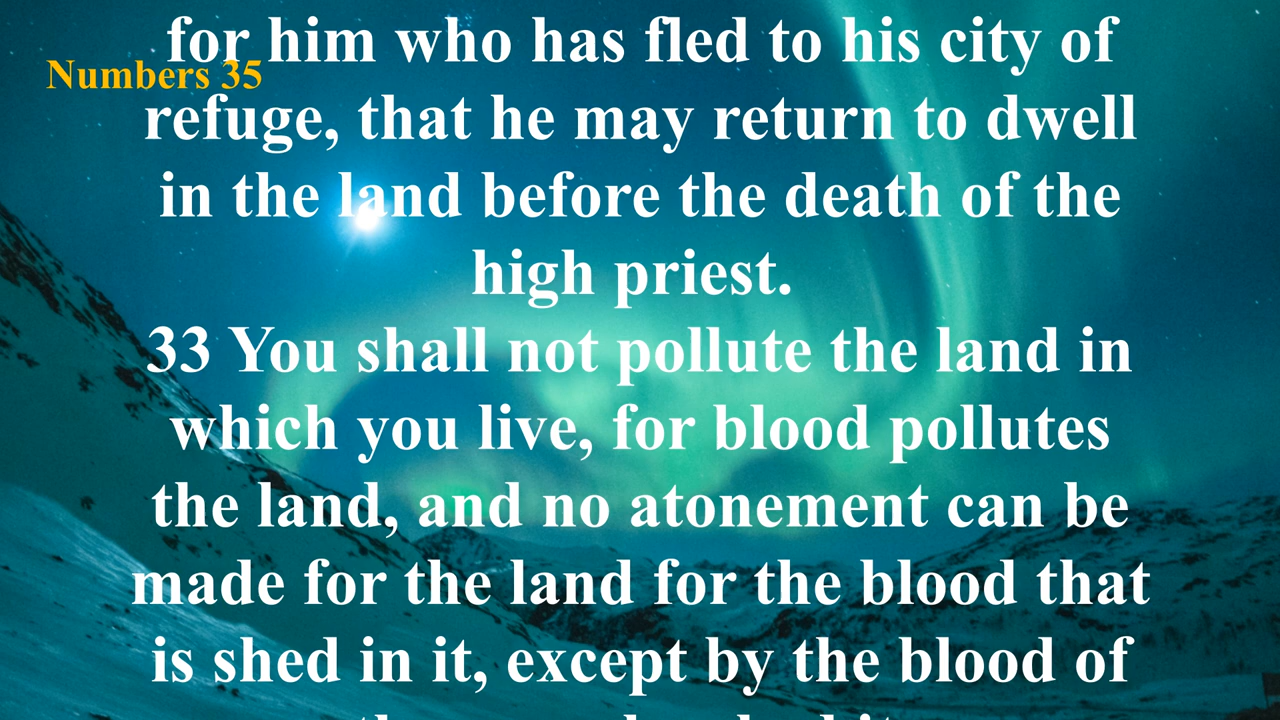 for him who has fled to his city of
Numbers 35
refuge, that he may return to dwell
in the land before the death of the
high priest.
33 You shall not pollute the land in
which you live, for blood pollutes
the land, and no atonement can be
made for the land for the blood that
is shed in it, except by the blood of